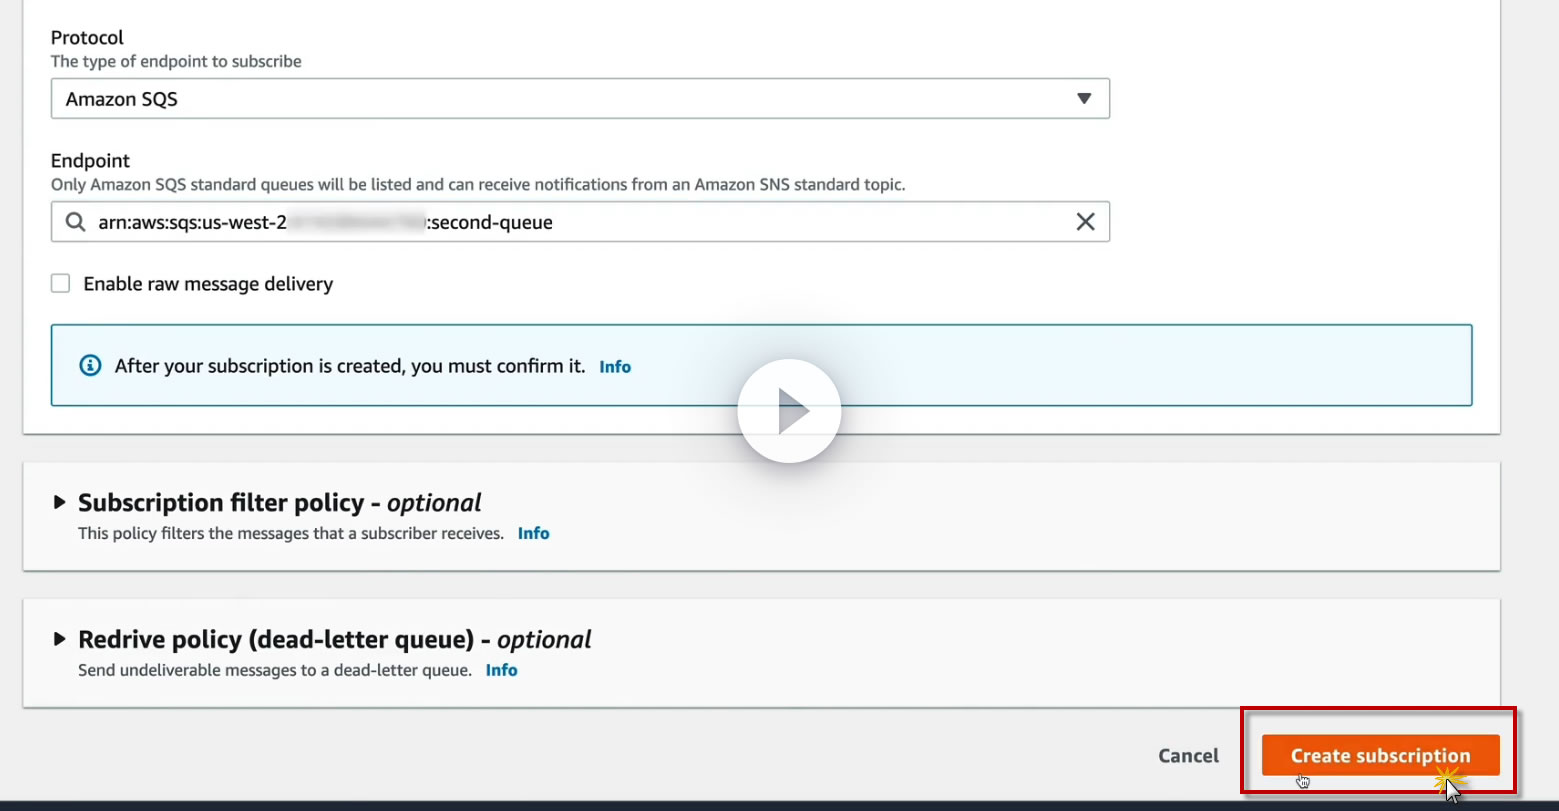 Protocol
The type of endpoint to subscribe
Amazon SQS
Endpoint
Only Amazon SQS standard queues will be listed and can receive notifications from an Amazon SNS standard topic.
arn:aws:sqs:us-west-2 :second-queue
Enable raw message delivery
After your subscription is created, you must confirm it. Info
Subscription filter policy - optional
This policy filters the messages that a subscriber receives. Info
Redrive policy (dead-letter queue) - optional
Send undeliverable messages to a dead-letter queue. Info
Cancel Create subscription